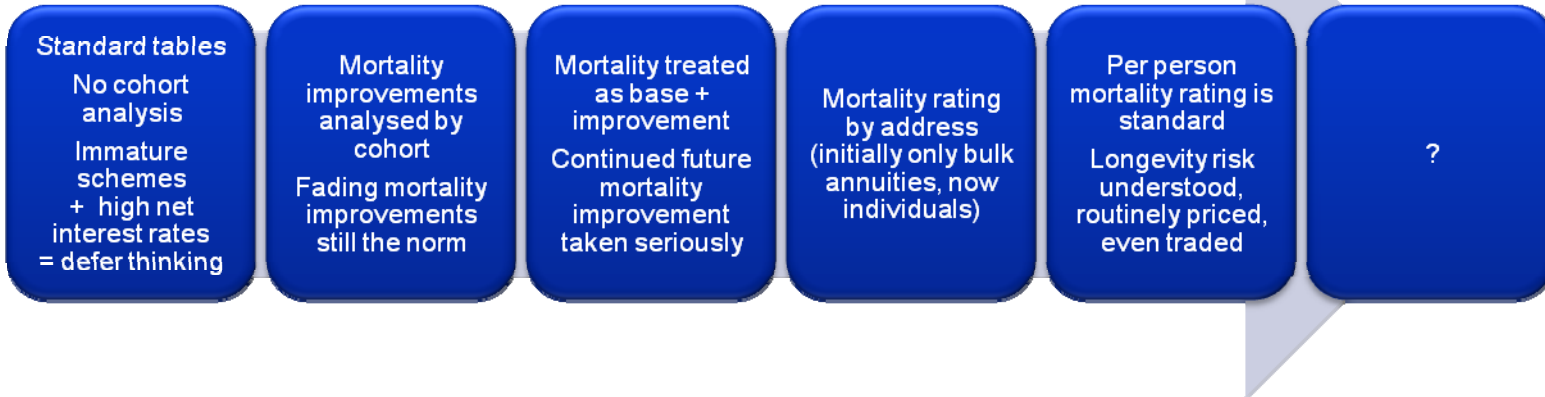 Standard tables
No cohort
analysis
Immature
schemes
+ high net
interest rates
= defer thinking
Mortality
improvements
analysed by
cohort
Fading mortality
improvements
still the norm
Mortality treated
as base +
improvement
Continued future
mortality
improvement
taken seriously
Mortality rating
by address
(initially only bulk
annuities, now
individuals)
Per person
mortality rating is
standard
Longevity risk
understood,
routinely priced,
even traded
?